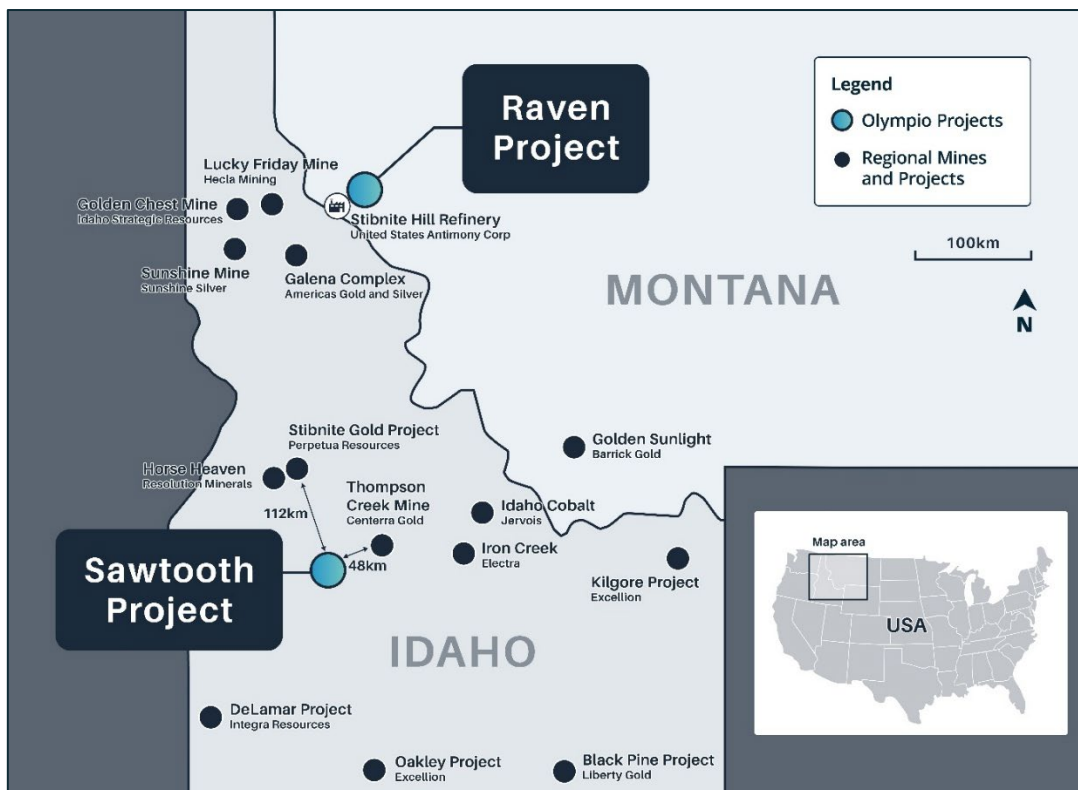 Raven
Project
Legend
Olympio Projects
Regional Mines
and Projects
100km
N
Lucky Friday Mine
Hecla Mining
Golden Chest Mine
Idaho Strategic Resources
Stibnite Hill Refinery
United States Antimony Corp
Sunshine Mine
Sunshine Silver
Galena Complex
Americas Gold and Silver
MONTANA
Stibnite Gold Project
Perpetua Resources
Golden Sunlight
Barrick Gold
Horse Heaven
Resolution Minerals
Thompson
Creek Mine
Centerra Gold
112km
Idaho Cobalt
Jervois
48km
Iron Creek
Electra
Kilgore Project
Excellion
Sawtooth
Project
IDAHO
Map area
USA
DeLamar Project
Integra Resources
Oakley Project
Excellion
Black Pine Project
Liberty Gold